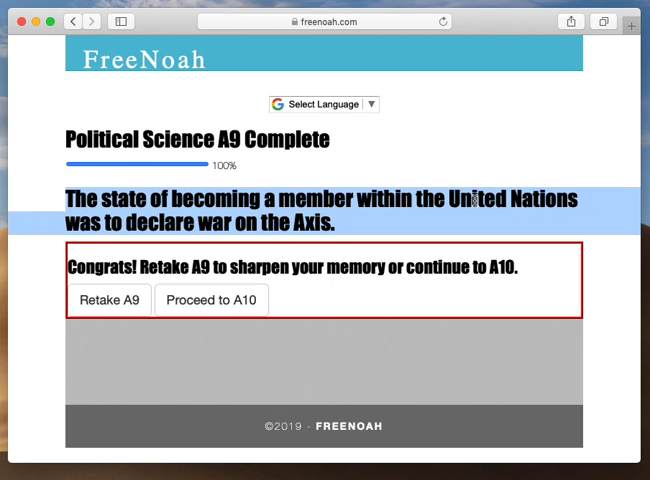 freenoah.com
FreeNoah
Select Language
Political Science A9 Complete
100%
The state of becoming a member within the United Nations
was to declare war on the Axis.
Congrats! Retake A9 to sharpen your memory or continue to A10.
Retake A9 Proceed to A10
©2019 - FREENOAH